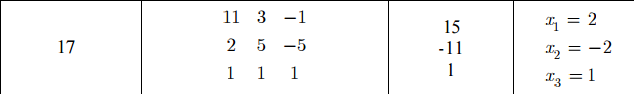 17
11 3 −1
2 5 −5
1 1 1
15
-11
1
x₁ = 2
x₂ = −2
x₃ = 1